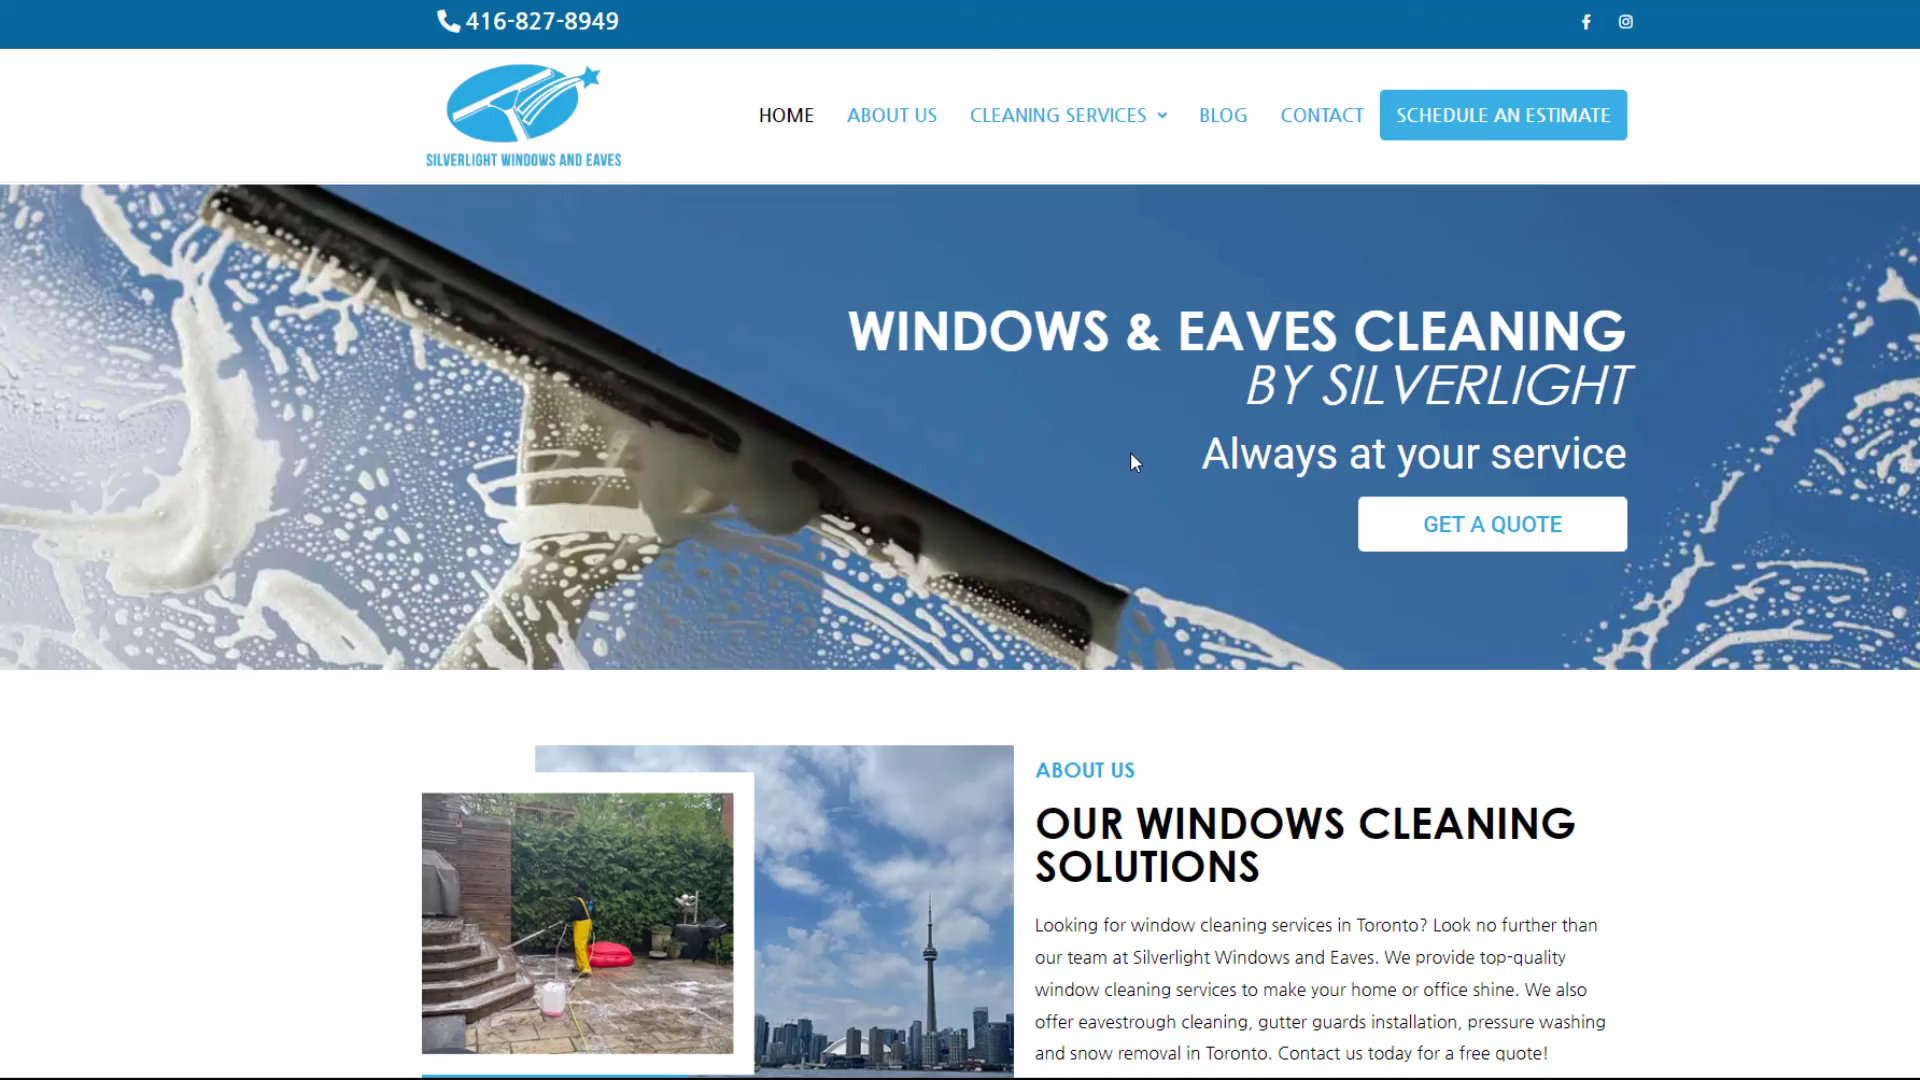 416-827-8949
SILVERLIGHT WINDOWS AND EAVES
HOME
ABOUT US
CLEANING SERVICES
BLOG
CONTACT
SCHEDULE AN ESTIMATE
WINDOWS & EAVES CLEANING
BY SILVERLIGHT
Always at your service
GET A QUOTE
ABOUT US
OUR WINDOWS CLEANING
SOLUTIONS
Looking for window cleaning services in Toronto? Look no further than
our team at Silverlight Windows and Eaves. We provide top-quality
window cleaning services to make your home or office shine. We also
offer eavestrough cleaning, gutter guards installation, pressure washing
and snow removal in Toronto. Contact us today for a free quote!